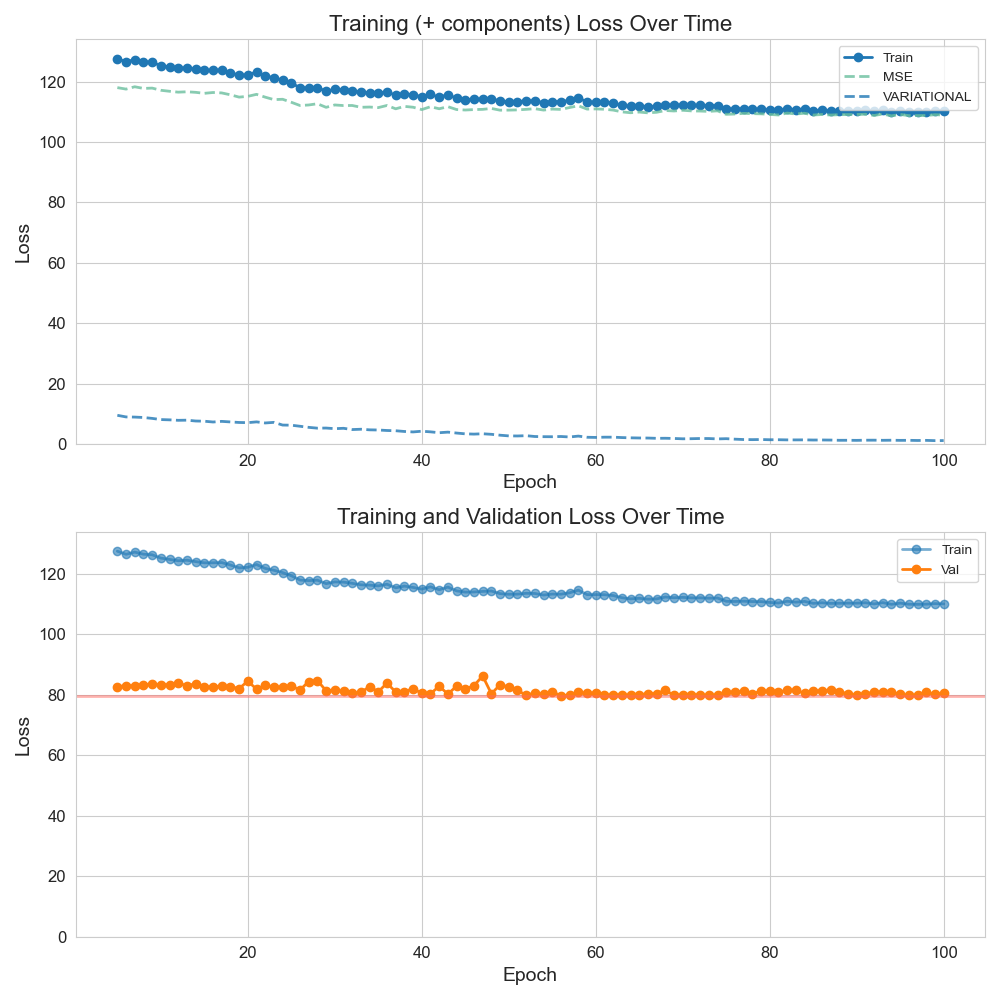 Training (+ components) Loss Over Time
Train
MSE
VARIATIONAL
120
100
80
60
40
20
0
Loss
20 40 60 80 100
Epoch
Training and Validation Loss Over Time
Train
Val
120
100
80
60
40
20
0
Loss
20 40 60 80 100
Epoch